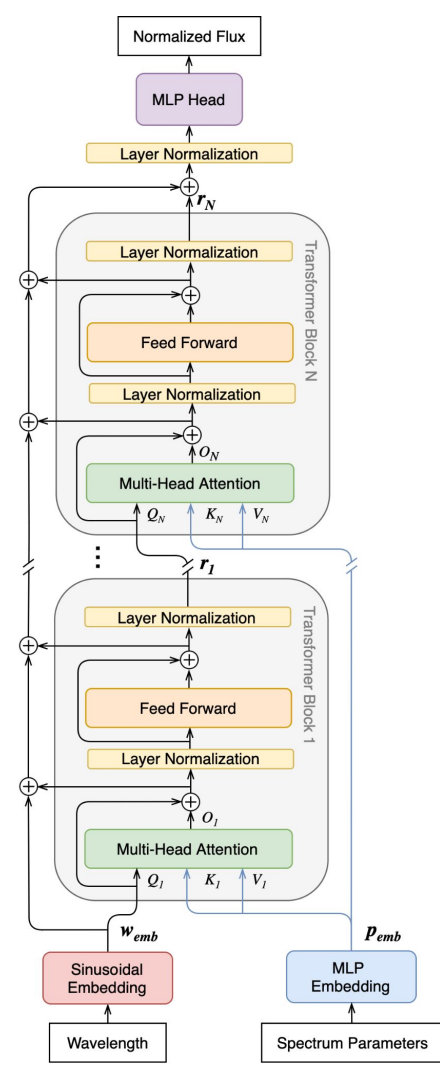 Normalized Flux
MLP Head
Layer Normalization
r_N
Transformer Block N
Layer Normalization
Feed Forward
Layer Normalization
O_N
Multi-Head Attention
Q_N K_N V_N
r_1
Transformer Block 1
Layer Normalization
Feed Forward
Layer Normalization
O_1
Multi-Head Attention
Q_1 K_1 V_1
w_emb p_emb
Sinusoidal
Embedding
MLP
Embedding
Wavelength
Spectrum Parameters